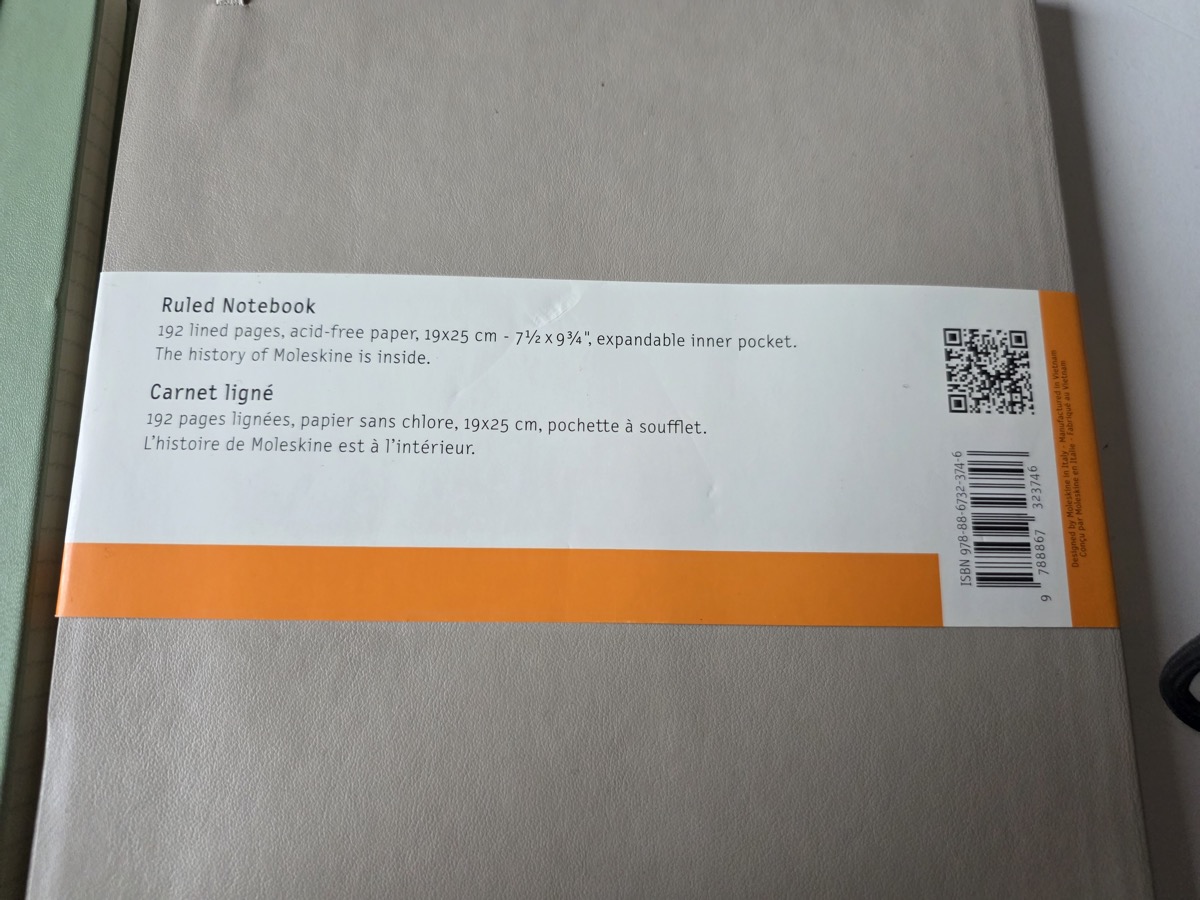 Ruled Notebook
192 lined pages, acid-free paper, 19x25 cm - 7½ x 9¾", expandable inner pocket.
The history of Moleskine is inside.
Carnet ligné
192 pages lignées, papier sans chlore, 19x25 cm, pochette à soufflet.
L'histoire de Moleskine est à l'intérieur.
ISBN 978-88-6732-374-6
9 788867 323746
Designed by Moleskine in Italy - Manufactured in Vietnam
Conçu par Moleskine en Italie - Fabriqué au Vietnam